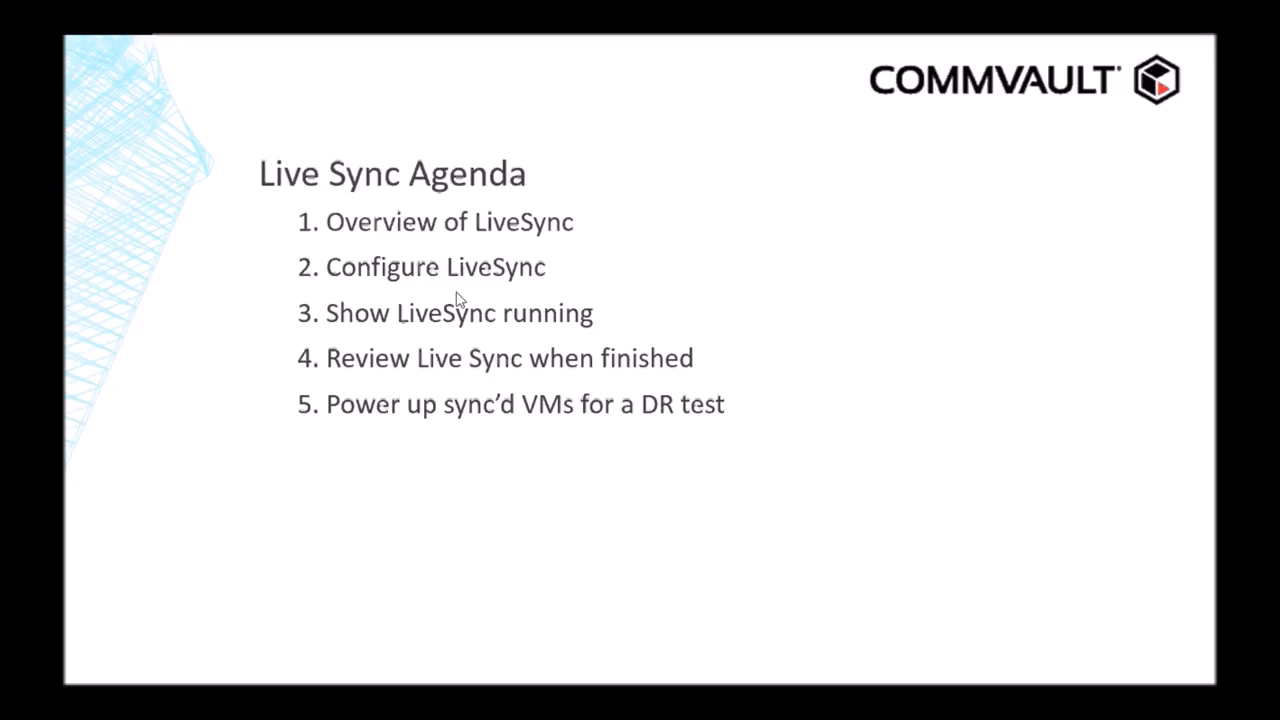 COMMVAULT
Live Sync Agenda
1. Overview of LiveSync
2. Configure LiveSync
3. Show LiveSync running
4. Review Live Sync when finished
5. Power up sync’d VMs for a DR test